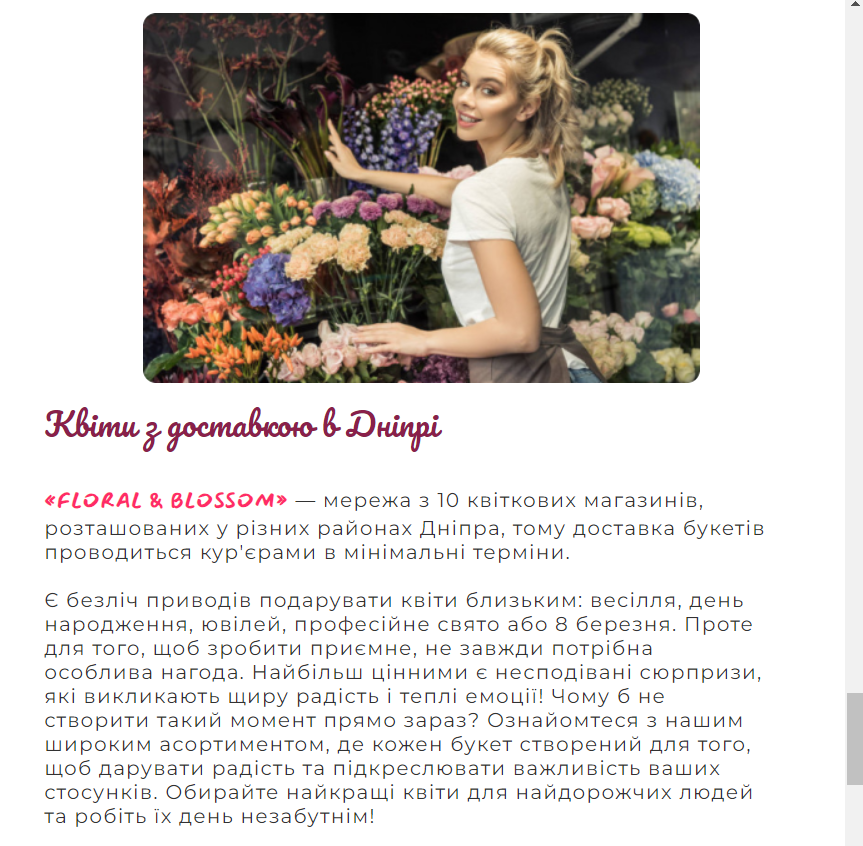 Квіти з доставкою в Дніпрі
«FLORAL & BLOSSOM» — мережа з 10 квіткових магазинів,
розташованих у різних районах Дніпра, тому доставка букетів
проводиться кур'єрами в мінімальні терміни.
Є безліч приводів подарувати квіти близьким: весілля, день
народження, ювілей, професійне свято або 8 березня. Проте
для того, щоб зробити приємне, не завжди потрібна
особлива нагода. Найбільш цінними є несподівані сюрпризи,
які викликають щиру радість і теплі емоції! Чому б не
створити такий момент прямо зараз? Ознайомтеся з нашим
широким асортиментом, де кожен букет створений для того,
щоб дарувати радість та підкреслювати важливість ваших
стосунків. Обирайте найкращі квіти для найдорожчих людей
та робіть їх день незабутнім!